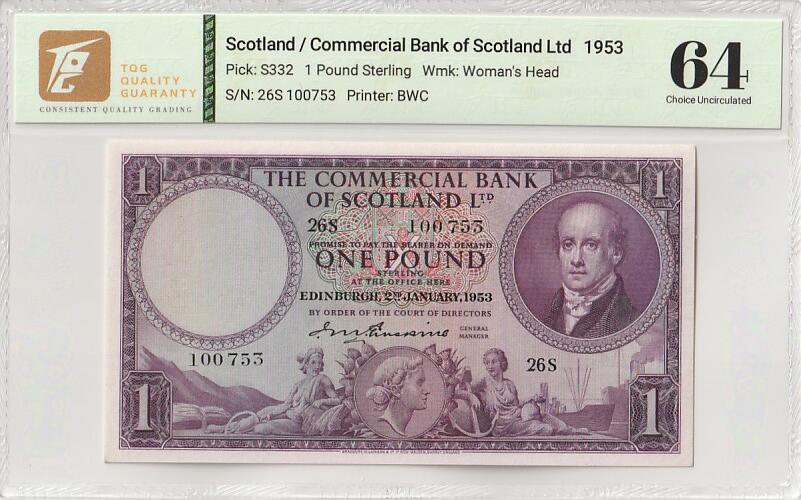 TQG
QUALITY
GUARANTY
CONSISTENT QUALITY GRADING
Scotland / Commercial Bank of Scotland Ltd 1953
Pick: S332 1 Pound Sterling Wmk: Woman's Head
S/N: 26S 100753 Printer: BWC
64
Choice Uncirculated
1
1
THE COMMERCIAL BANK
OF SCOTLAND LTD
26S 100753
PROMISE TO PAY THE BEARER ON DEMAND
ONE POUND
STERLING
AT THE OFFICE HERE
EDINBURGH, 2ND JANUARY, 1953
BY ORDER OF THE COURT OF DIRECTORS
GENERAL
MANAGER
100753
26S
1
1